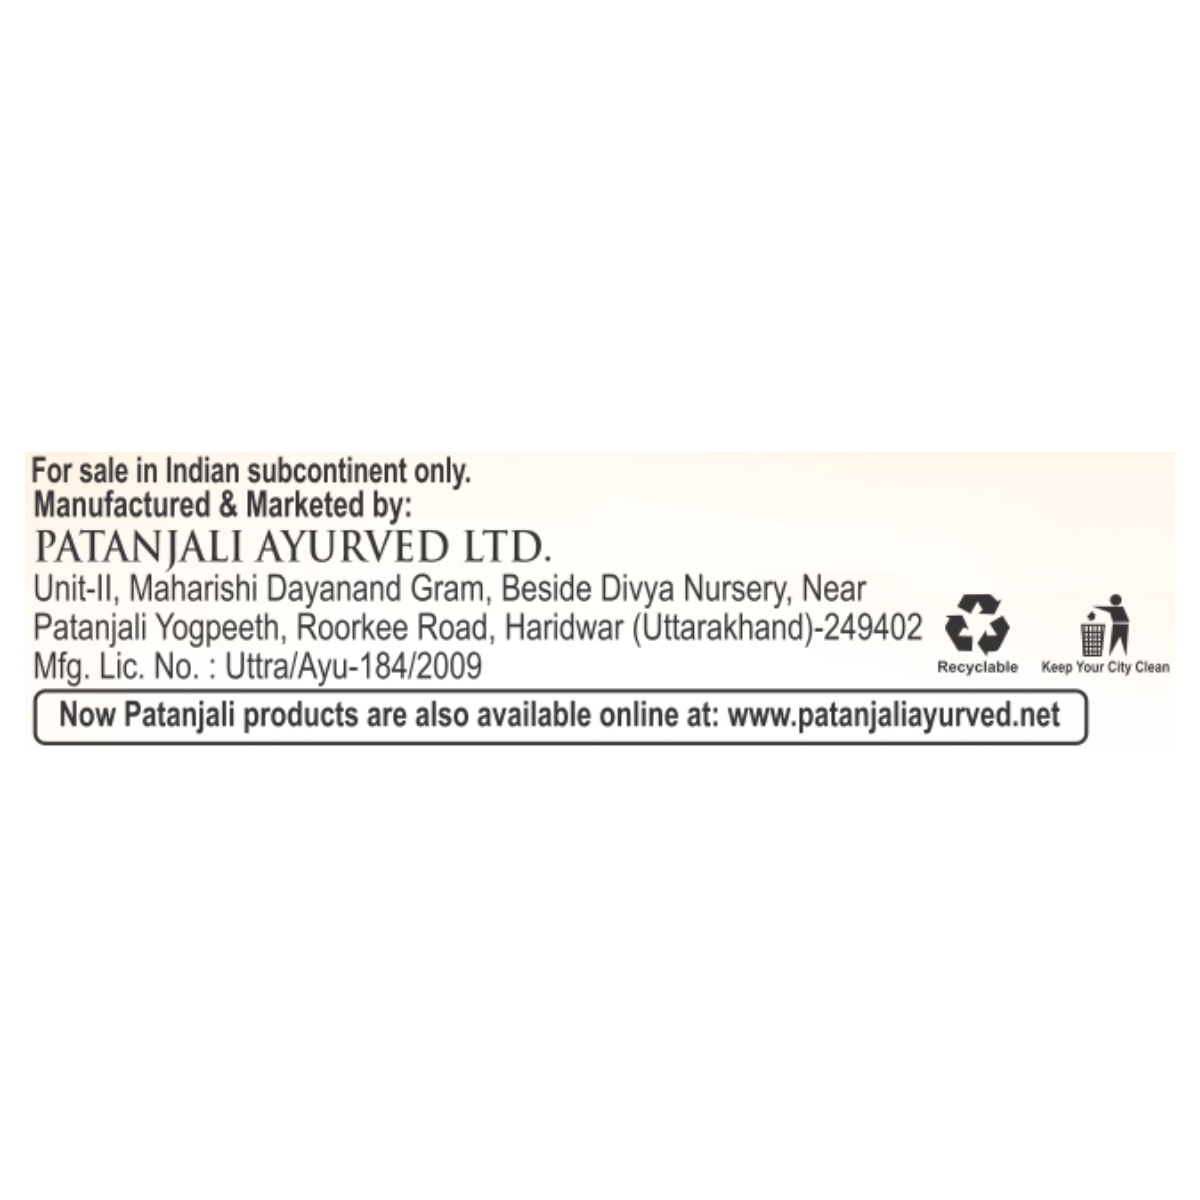 For sale in Indian subcontinent only.
Manufactured & Marketed by:
PATANJALI AYURVED LTD.
Unit-II, Maharishi Dayanand Gram, Beside Divya Nursery, Near
Patanjali Yogpeeth, Roorkee Road, Haridwar (Uttarakhand)-249402
Mfg. Lic. No. : Uttra/Ayu-184/2009
Recyclable
Keep Your City Clean
Now Patanjali products are also available online at: www.patanjaliayurved.net